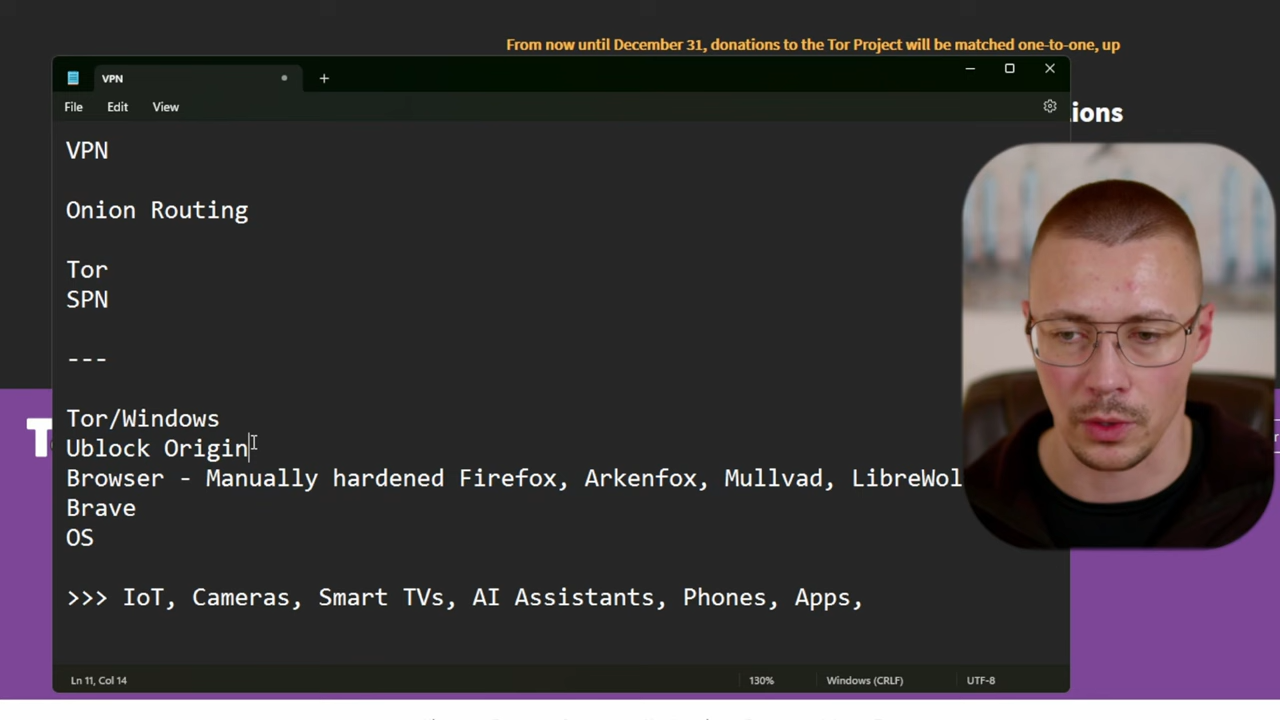 From now until December 31, donations to the Tor Project will be matched one-to-one, up
VPN
File Edit View
ions
VPN
Onion Routing
Tor
SPN
---
Tor/Windows
Ublock Origin
Browser - Manually hardened Firefox, Arkenfox, Mullvad, LibreWol
Brave
OS
>>> IoT, Cameras, Smart TVs, AI Assistants, Phones, Apps,
Ln 11, Col 14 130% Windows (CRLF) UTF-8